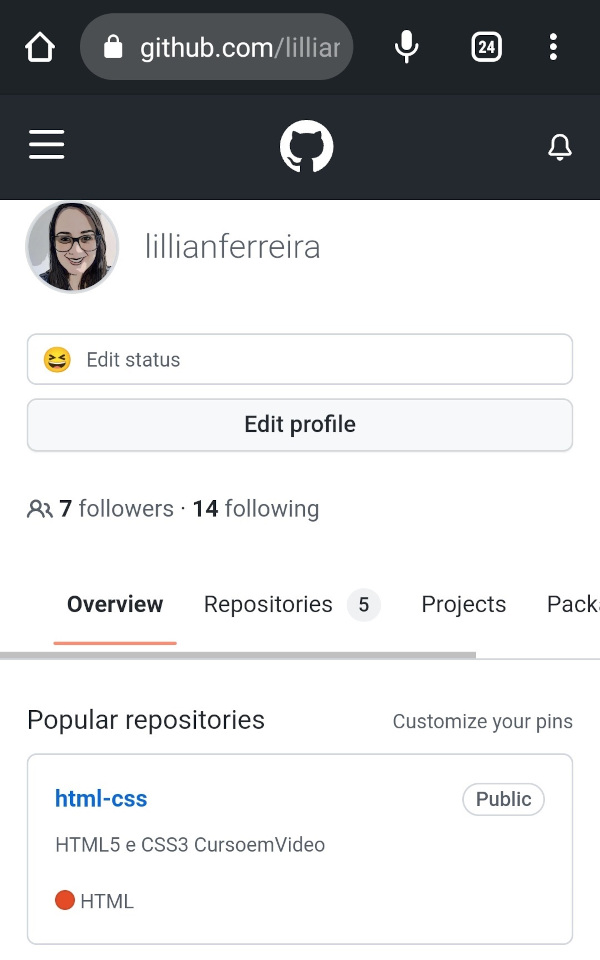 github.com/lillian
24
lillianferreira
Edit status
Edit profile
7 followers · 14 following
Overview Repositories 5 Projects Pack
Popular repositories Customize your pins
html-css Public
HTML5 e CSS3 CursoemVideo
HTML